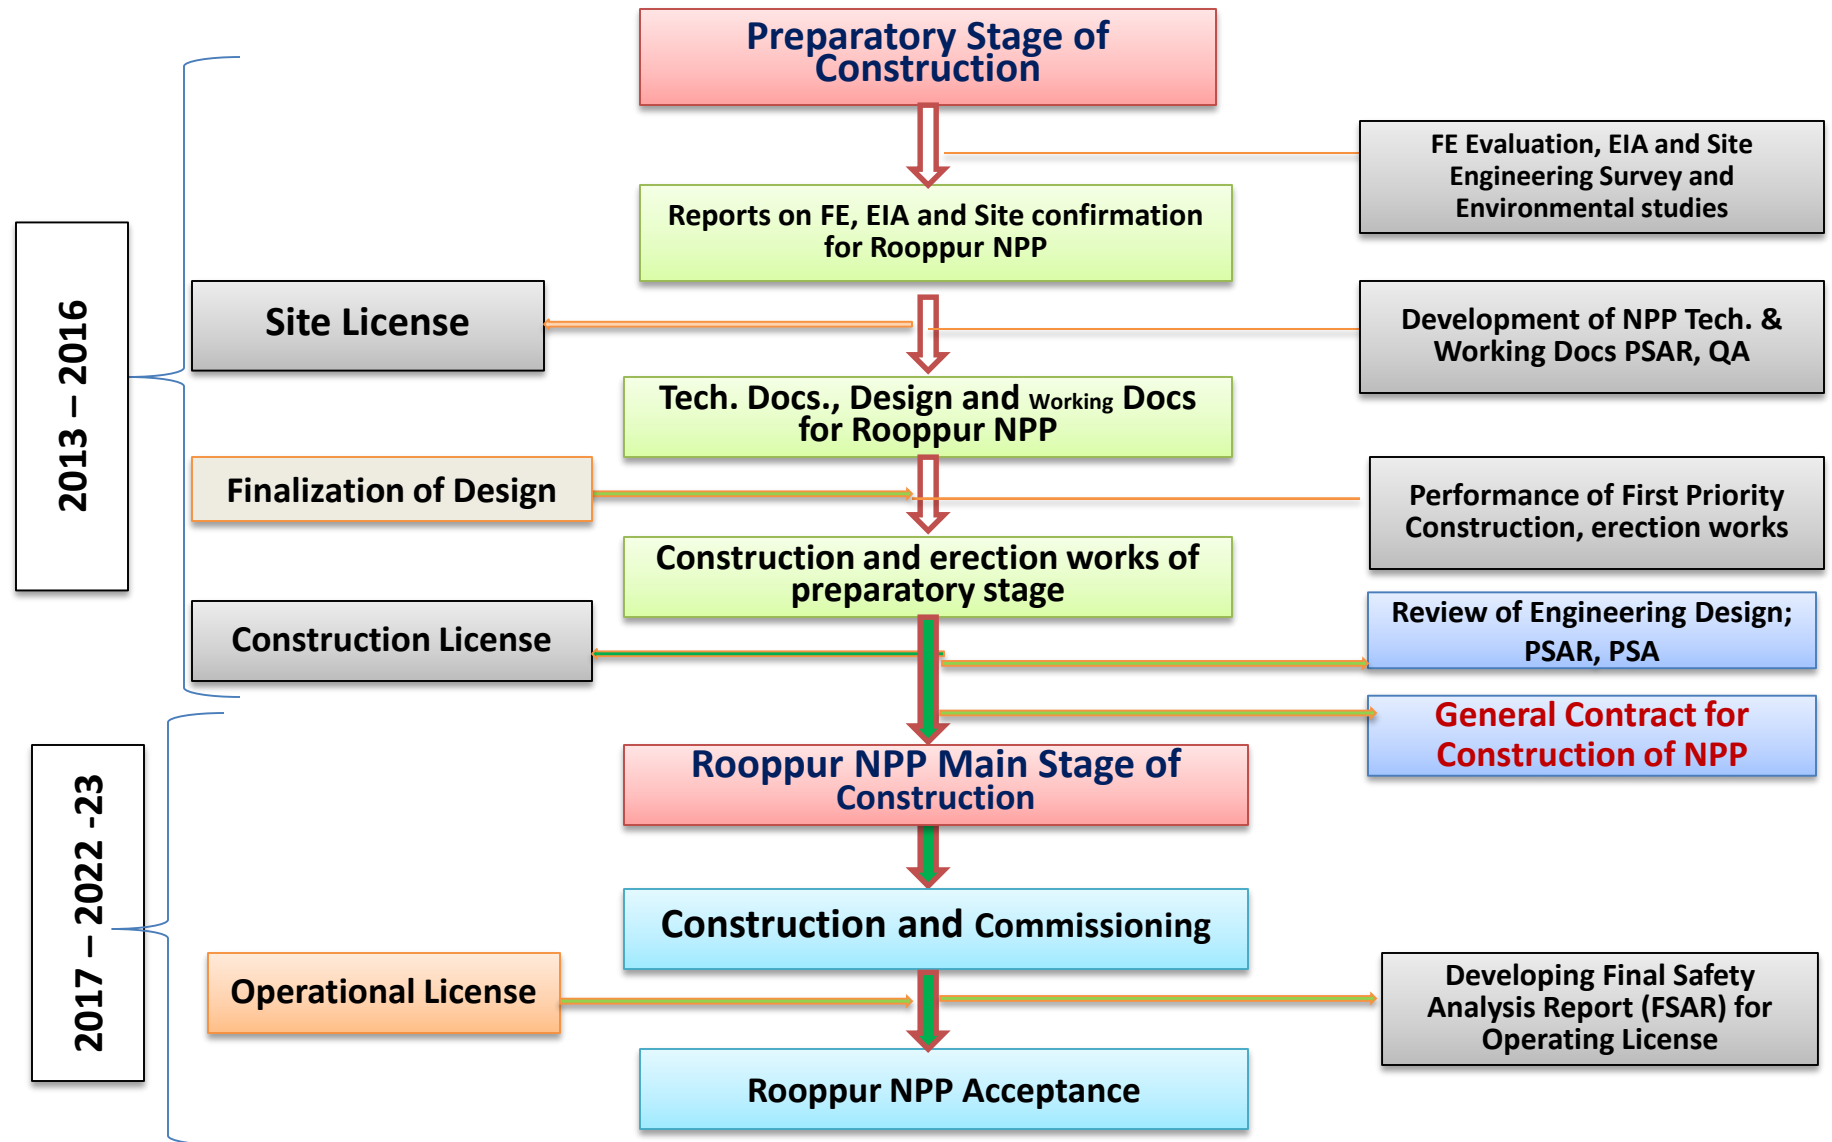 Preparatory Stage of
Construction
FE Evaluation, EIA and Site
Engineering Survey and
Environmental studies
Reports on FE, EIA and Site confirmation
for Rooppur NPP
2013 – 2016
Site License
Development of NPP Tech. &
Working Docs PSAR, QA
Tech. Docs., Design and Working Docs
for Rooppur NPP
Finalization of Design
Performance of First Priority
Construction, erection works
Construction and erection works of
preparatory stage
Construction License
Review of Engineering Design;
PSAR, PSA
General Contract for
Construction of NPP
Rooppur NPP Main Stage of
Construction
2017 – 2022 -23
Construction and Commissioning
Operational License
Developing Final Safety
Analysis Report (FSAR) for
Operating License
Rooppur NPP Acceptance